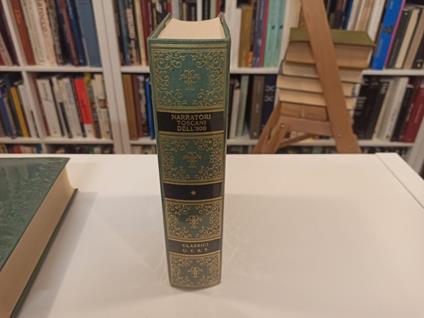 NARRATORI
TOSCANI
DELL'800
*
CLASSICI
U. T. E. T.